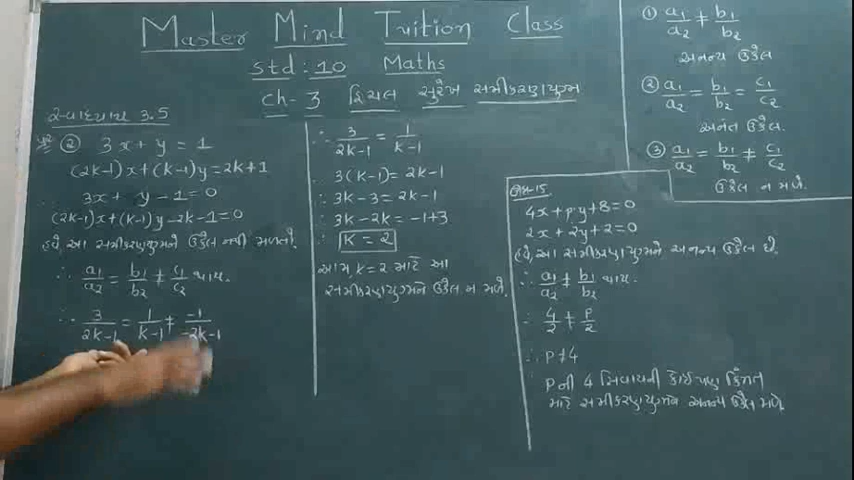 Master Mind Tuition Class
std : 10 Maths
ch - 3 દ્વિચલ સુરેખ સમીકરણયુગ્મ
સ્વાધ્યાય 3.5
② 3x + y = 1
(2k-1)x + (k-1)y = 2k+1
∴ 3x + y - 1 = 0
(2k-1)x + (k-1)y - 2k - 1 = 0
હવે, આ સમીકરણયુગ્મને ઉકેલ નથી મળતો.
∴ a₁/a₂ = b₁/b₂ ≠ c₁/c₂ થાય.
∴ 3/2k-1 = 1/k-1 ≠ -1/-2k-1
∴ 3/2k-1 = 1/k-1
∴ 3(k-1) = 2k-1
∴ 3k-3 = 2k-1
∴ 3k-2k = -1+3
∴ K = 2
આમ, k = 2 માટે આ
સમીકરણયુગ્મને ઉકેલ ન મળે.
① a₁/a₂ ≠ b₁/b₂
અનન્ય ઉકેલ
② a₁/a₂ = b₁/b₂ = c₁/c₂
અનંત ઉકેલ.
③ a₁/a₂ = b₁/b₂ ≠ c₁/c₂
ઉકેલ ન મળે.
4x + py + 8 = 0
2x + 2y + 2 = 0
હવે, આ સમીકરણયુગ્મને અનન્ય ઉકેલ છે.
∴ a₁/a₂ ≠ b₁/b₂ થાય.
∴ 4/2 ≠ P/2
∴ P ≠ 4
P ની 4 સિવાયની કોઈપણ કિંમત
માટે સમીકરણયુગ્મને અનન્ય ઉકેલ મળે.